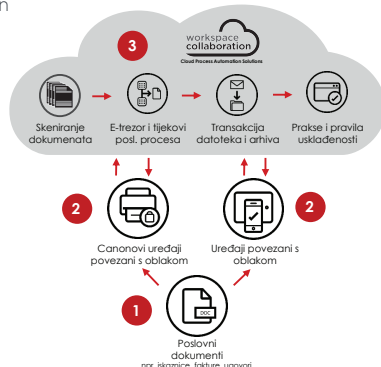 n
3
workspace
collaboration
Cloud Process Automation Solutions
Skeniranje
dokumenata
E-trezor i tijekovi
posl. procesa
Transakcija
datoteka i arhiva
Prakse i pravila
usklađenosti
2
2
Canonovi uređaji
povezani s oblakom
Uređaji povezani s
oblakom
1
DOC
Poslovni
dokumenti
npr. iskaznice, fakture, ugovori